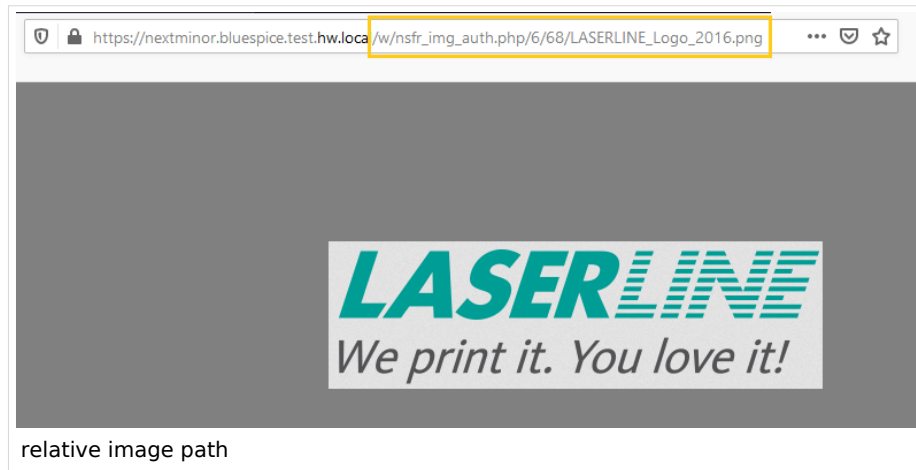 https://nextminor.bluespice.test.hw.local/w/nsfr_img_auth.php/6/68/LASERLINE_Logo_2016.png
LASERLINE
We print it. You love it!
relative image path